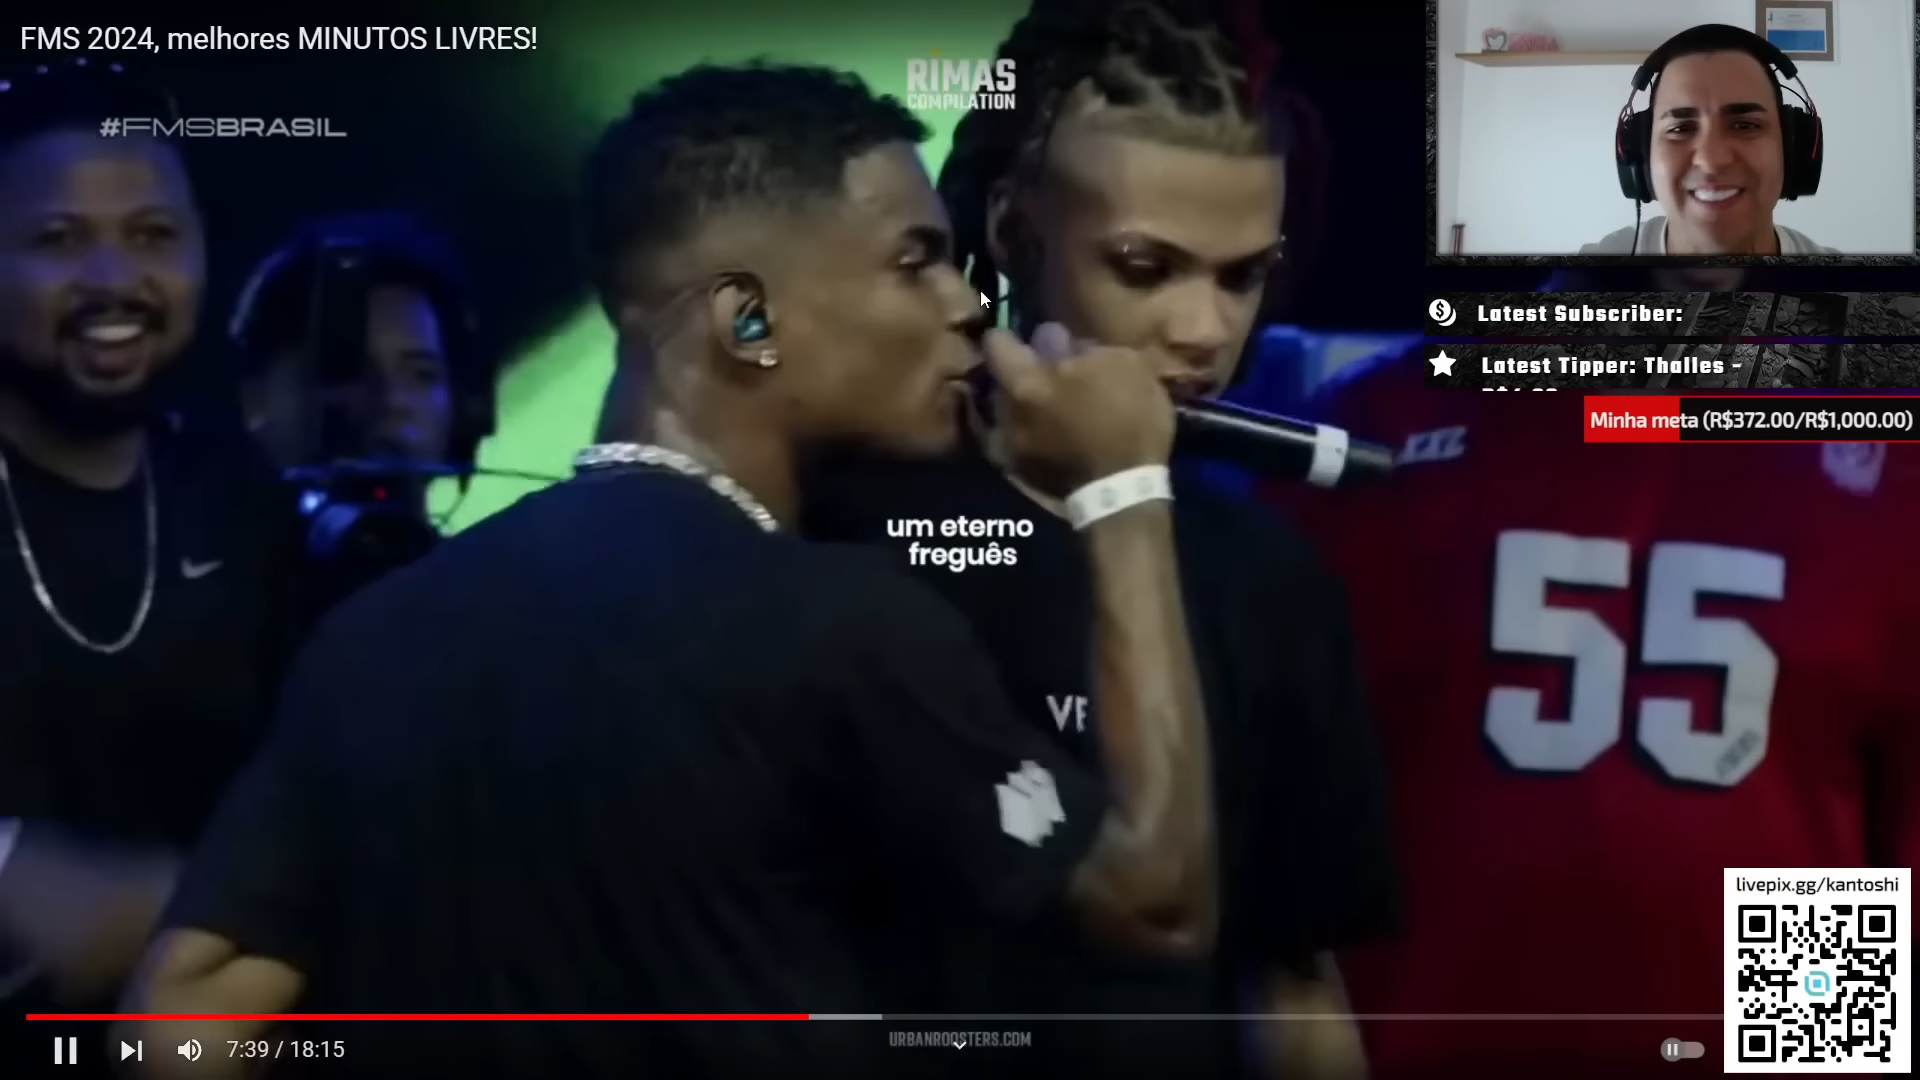 FMS 2024, melhores MINUTOS LIVRES!
RIMAS
COMPILATION
#FMSBRASIL
Latest Subscriber:
Latest Tipper: Thalles -
Minha meta (R$372.00/R$1,000.00)
um eterno
freguês
55
livepix.gg/kantoshi
7:39 / 18:15
URBANROOSTERS.COM